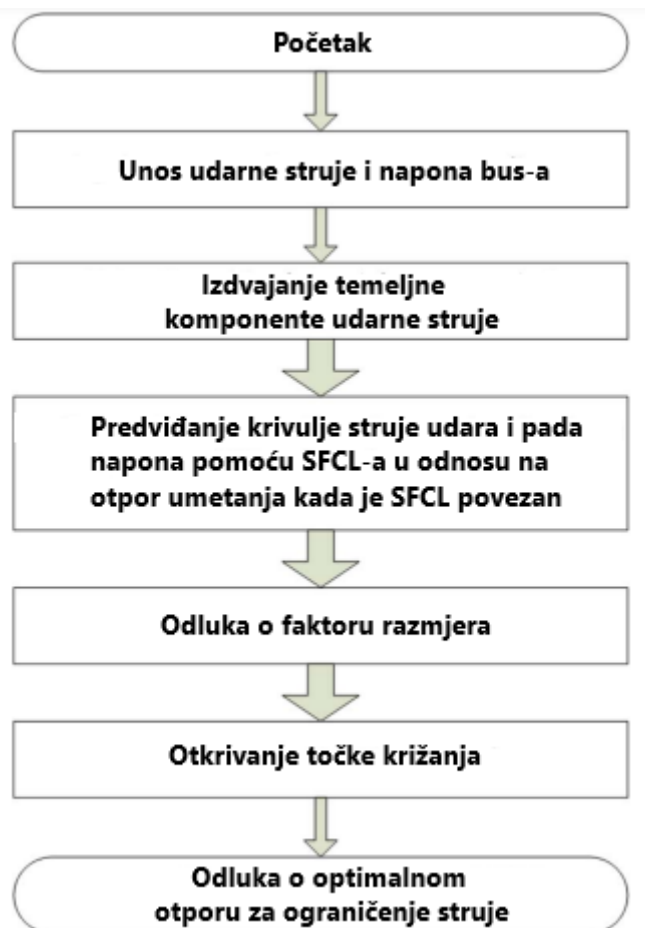 Početak
Unos udarne struje i napona bus-a
Izdvajanje temeljne
komponente udarne struje
Predviđanje krivulje struje udara i pada
napona pomoću SFCL-a u odnosu na
otpor umetanja kada je SFCL povezan
Odluka o faktoru razmjera
Otkrivanje točke križanja
Odluka o optimalnom
otporu za ograničenje struje